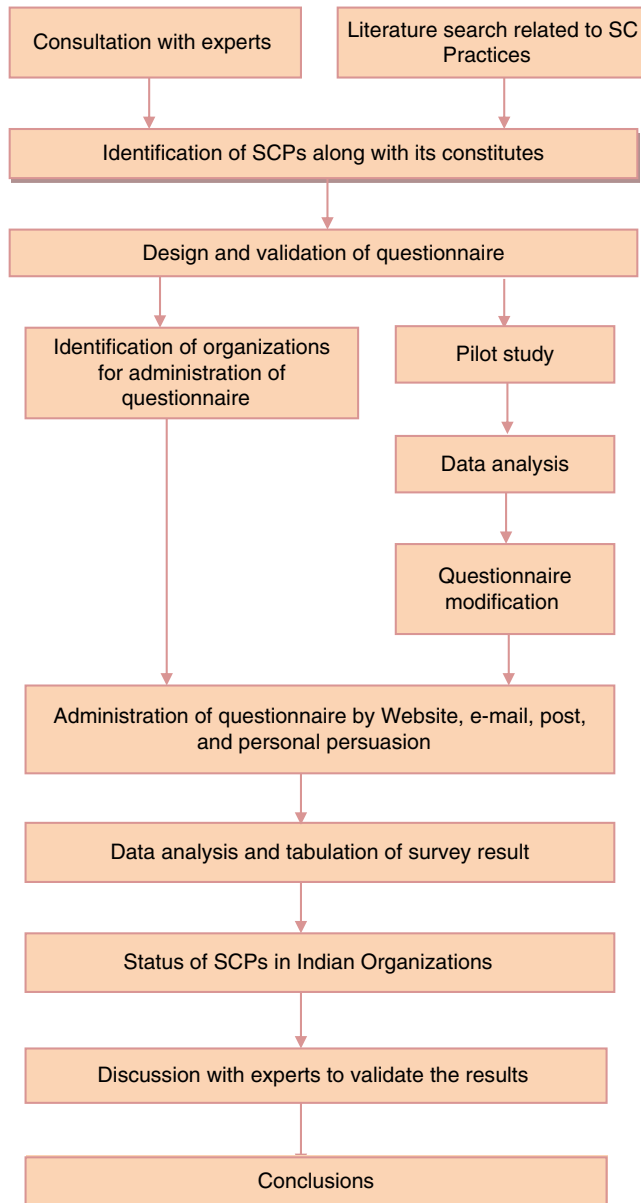 Consultation with experts
Literature search related to SC
Practices
Identification of SCPs along with its constitutes
Design and validation of questionnaire
Identification of organizations
for administration of
questionnaire
Pilot study
Data analysis
Questionnaire
modification
Administration of questionnaire by Website, e-mail, post,
and personal persuasion
Data analysis and tabulation of survey result
Status of SCPs in Indian Organizations
Discussion with experts to validate the results
Conclusions